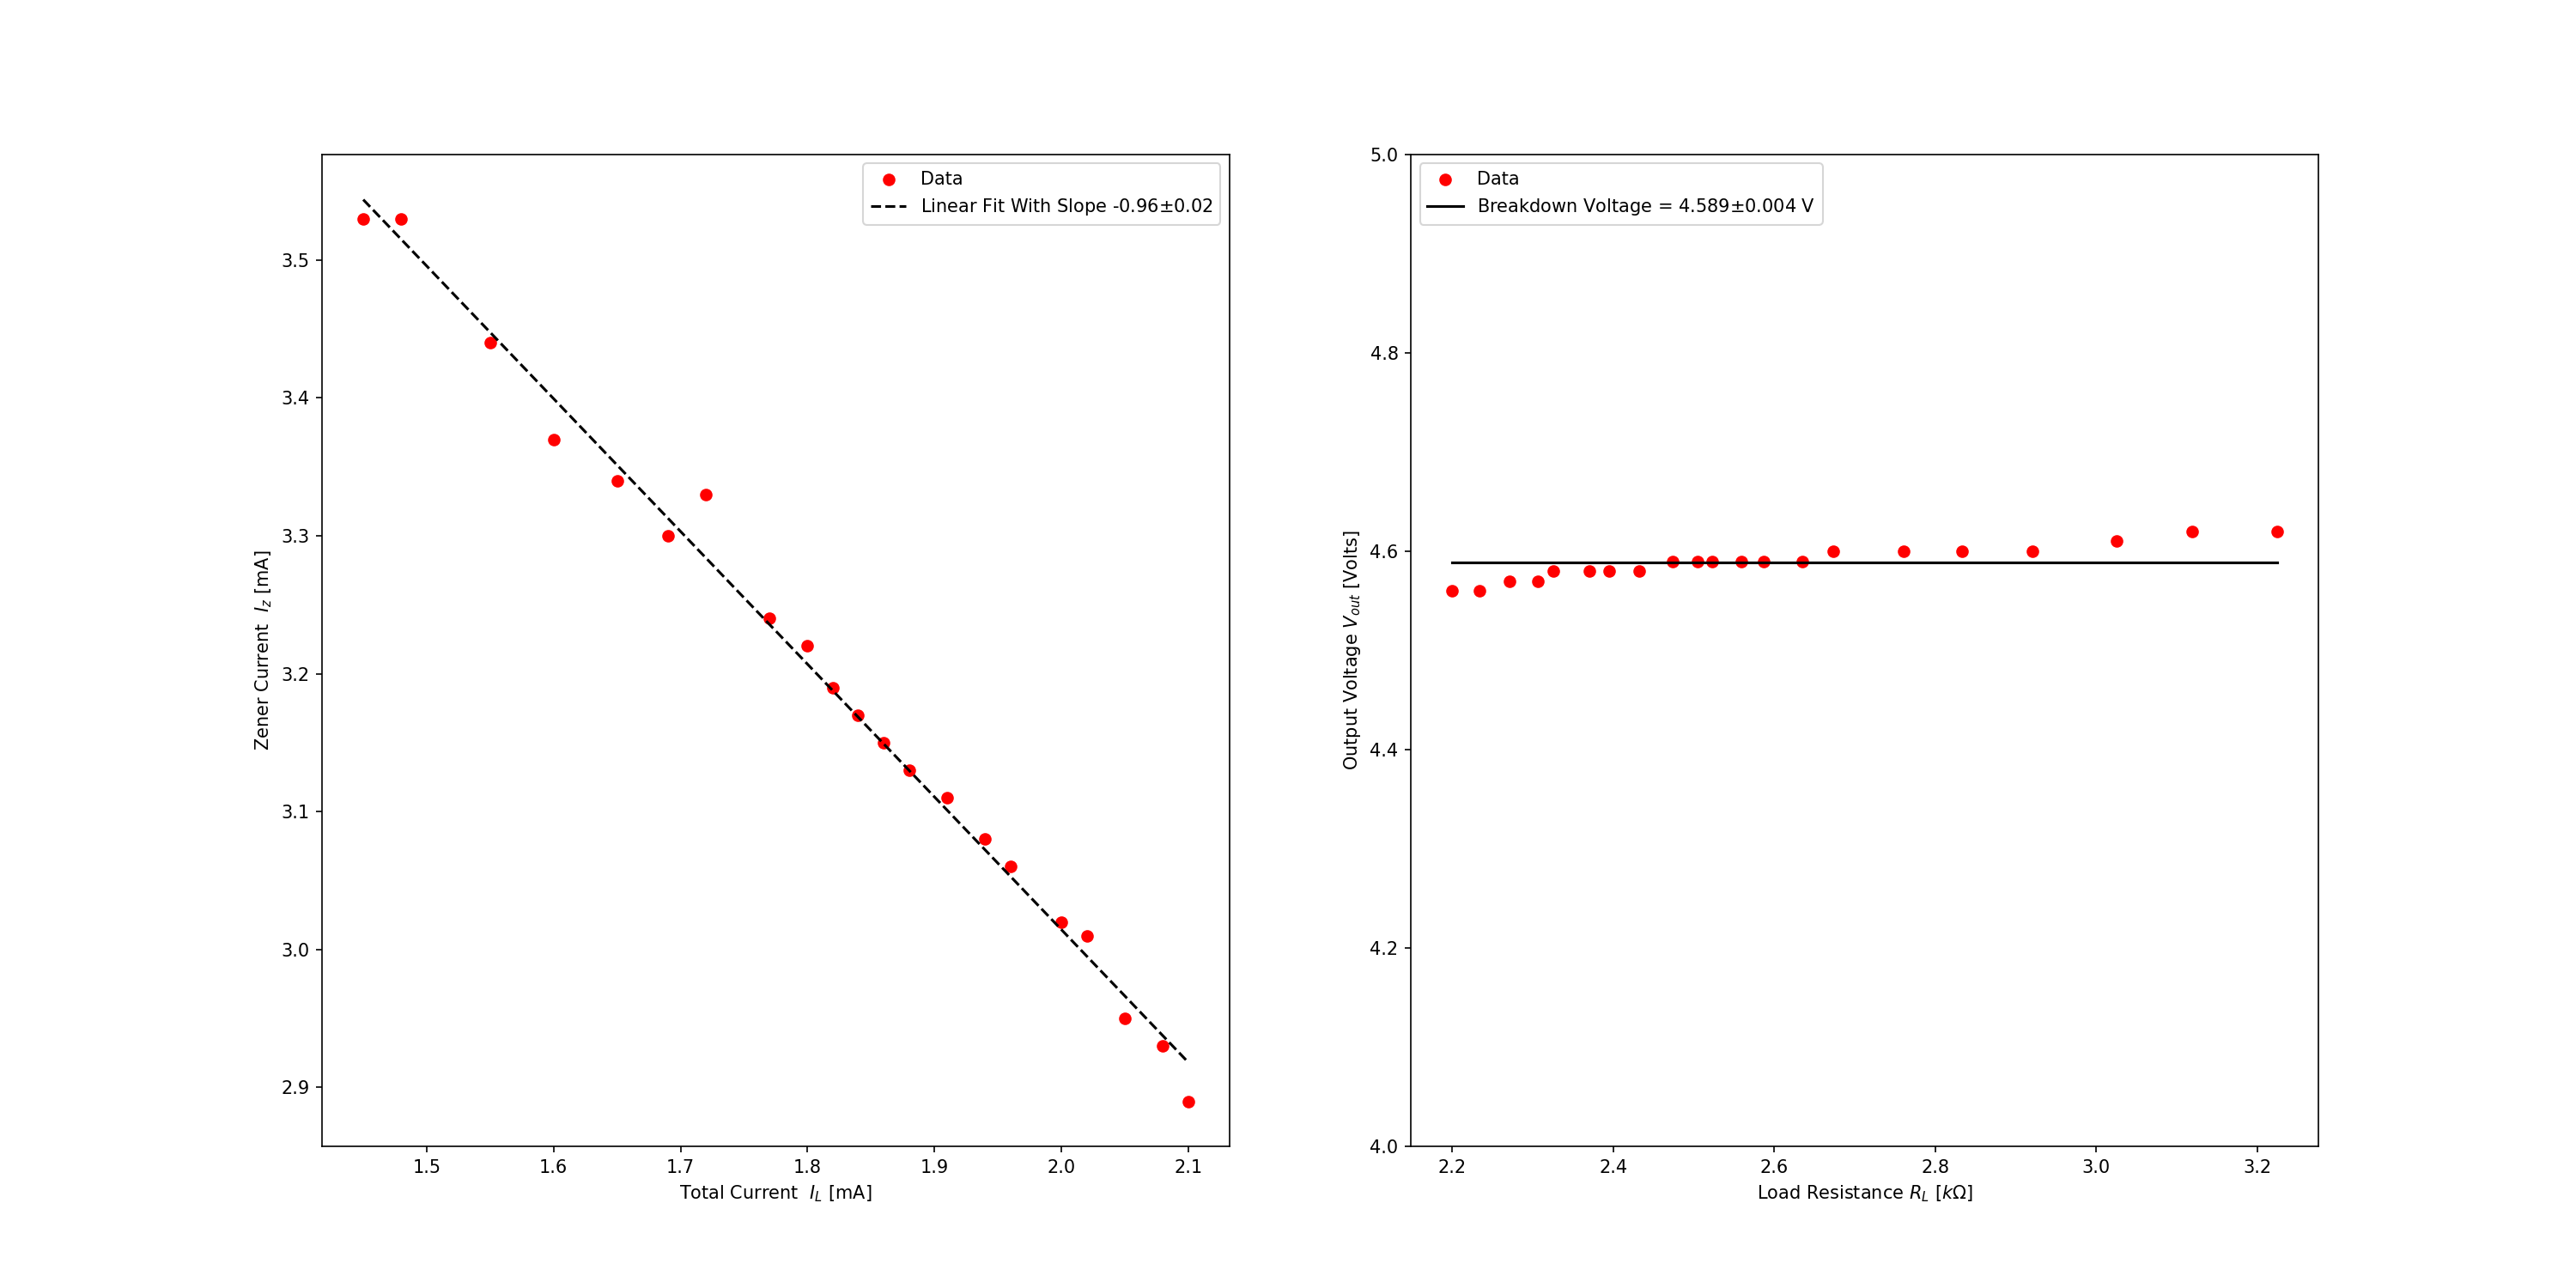 Data
Linear Fit With Slope -0.96±0.02
3.5
3.4
3.3
3.2
3.1
3.0
2.9
Zener Current I_z [mA]
1.5 1.6 1.7 1.8 1.9 2.0 2.1
Total Current I_L [mA]
Data
Breakdown Voltage = 4.589±0.004 V
5.0
4.8
4.6
4.4
4.2
4.0
Output Voltage V_out [Volts]
2.2 2.4 2.6 2.8 3.0 3.2
Load Resistance R_L [kΩ]